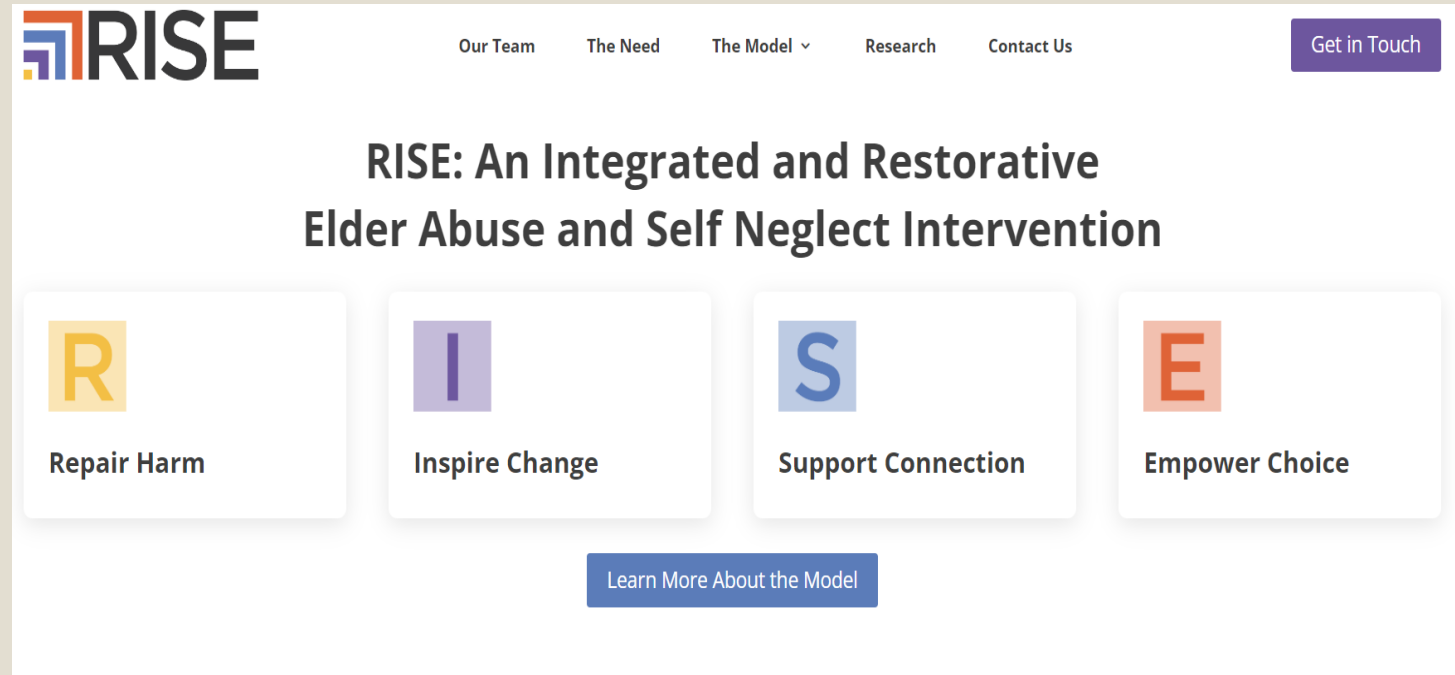 RISE
Our Team
The Need
The Model
Research
Contact Us
Get in Touch
RISE: An Integrated and Restorative
Elder Abuse and Self Neglect Intervention
R
Repair Harm
I
Inspire Change
S
Support Connection
E
Empower Choice
Learn More About the Model